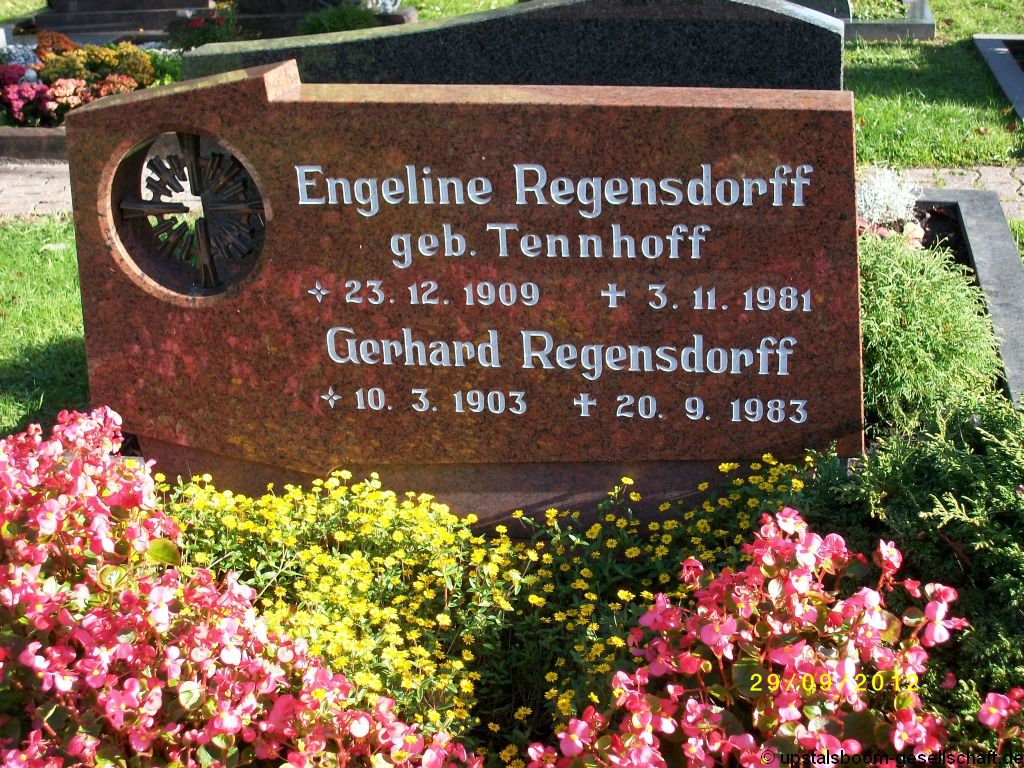 Engeline Regensdorff
geb. Tennhoff
✧ 23. 12. 1909 ✝ 3. 11. 1981
Gerhard Regensdorff
✧ 10. 3. 1903 ✝ 20. 9. 1983
29/09/2012
© upstalsboom-gesellschaft.de